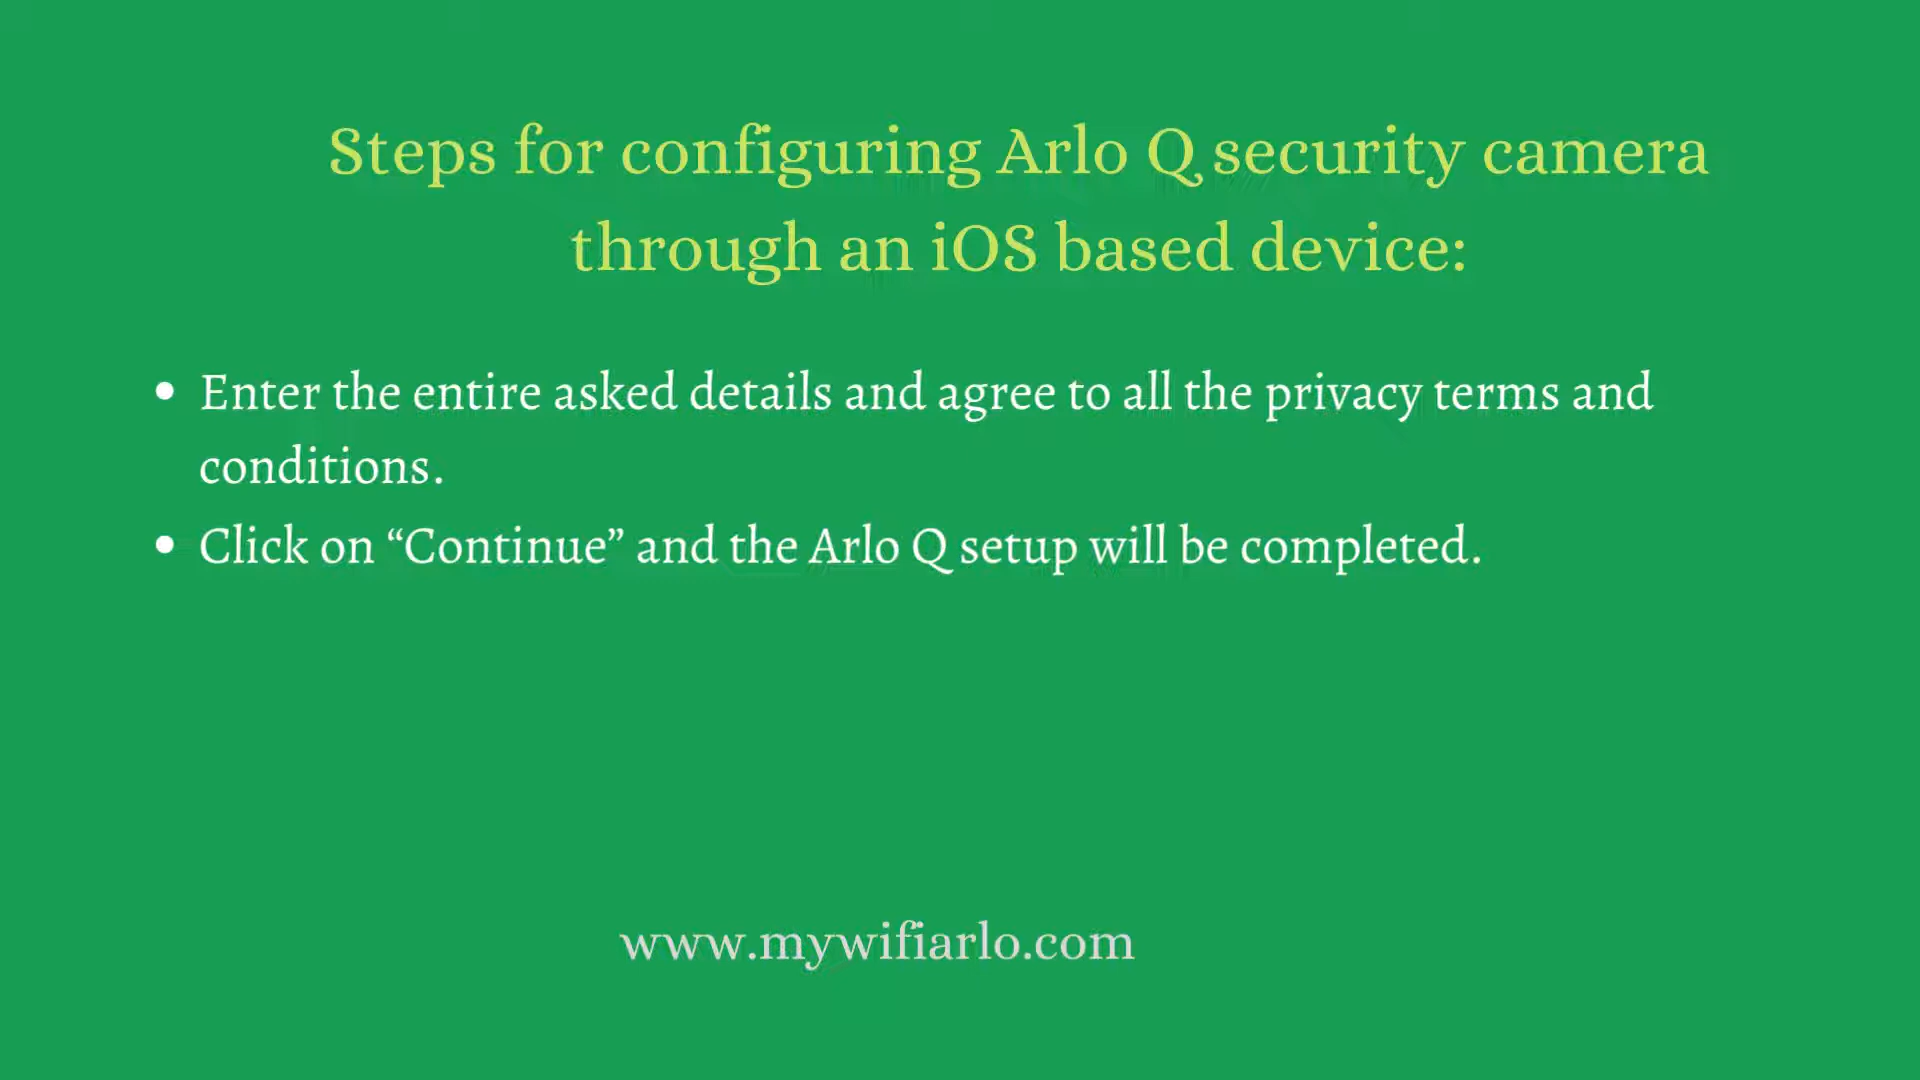 Steps for configuring Arlo Q security camera
through an iOS based device:
• Enter the entire asked details and agree to all the privacy terms and
conditions.
• Click on “Continue” and the Arlo Q setup will be completed.
www.mywifiarlo.com